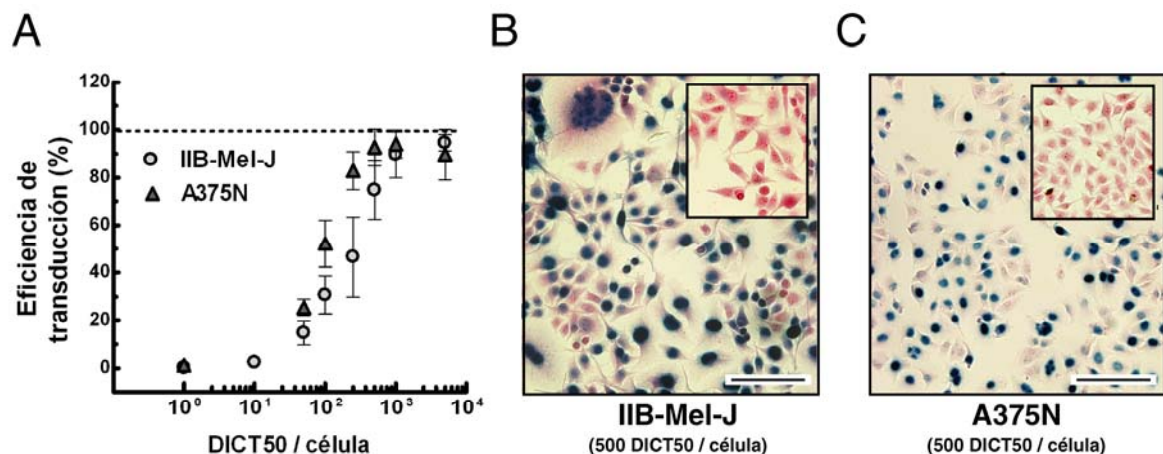 A
B
C
Eficiencia de
transducción (%)
120
100
80
60
40
20
0
IIB-Mel-J
A375N
10⁰
10¹
10²
10³
10⁴
DICT50 / célula
IIB-Mel-J
(500 DICT50 / célula)
A375N
(500 DICT50 / célula)